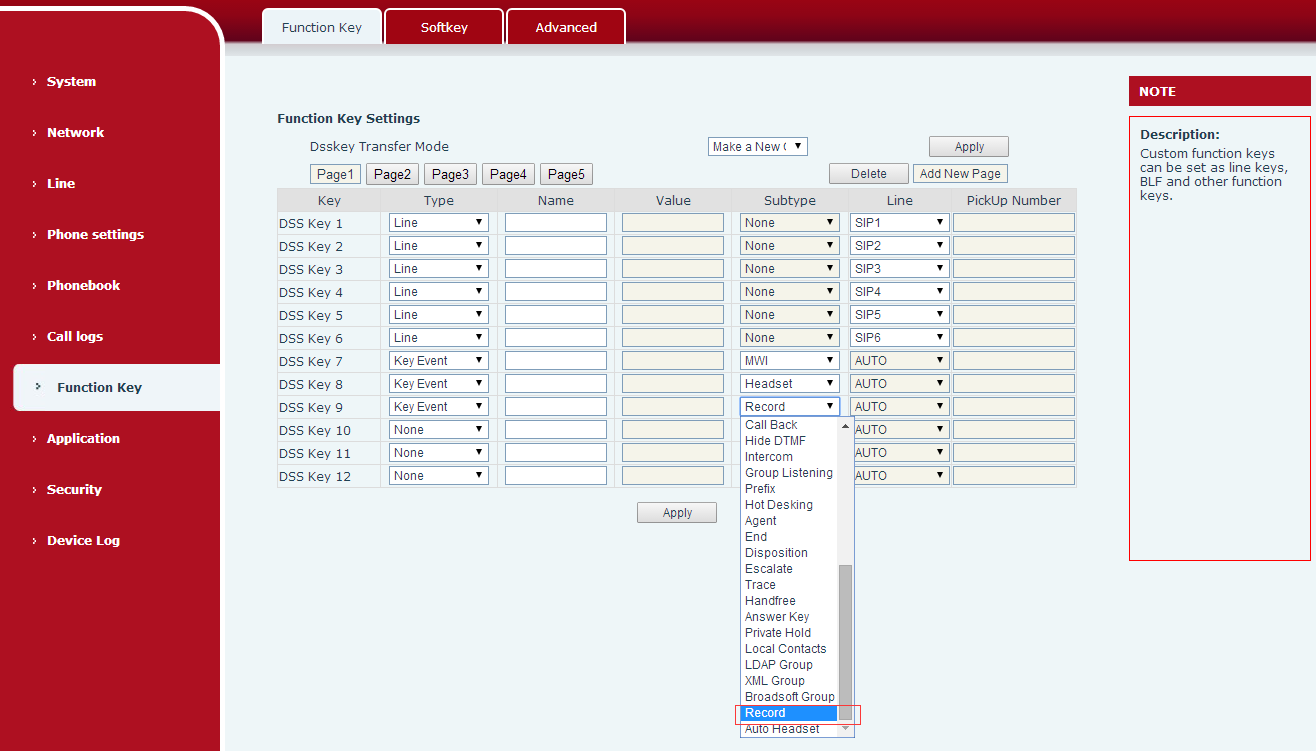 Function Key
Softkey
Advanced
System
Network
Line
Phone settings
Phonebook
Call logs
Function Key
Application
Security
Device Log
Function Key Settings
Dsskey Transfer Mode
Make a New C
Apply
Page1
Page2
Page3
Page4
Page5
Delete
Add New Page
Key Type Name Value Subtype Line PickUp Number
DSS Key 1 Line None SIP1
DSS Key 2 Line None SIP2
DSS Key 3 Line None SIP3
DSS Key 4 Line None SIP4
DSS Key 5 Line None SIP5
DSS Key 6 Line None SIP6
DSS Key 7 Key Event MWI AUTO
DSS Key 8 Key Event Headset AUTO
DSS Key 9 Key Event Record AUTO
DSS Key 10 None AUTO
DSS Key 11 None AUTO
DSS Key 12 None AUTO
Call Back
Hide DTMF
Intercom
Group Listening
Prefix
Hot Desking
Agent
End
Disposition
Escalate
Trace
Handfree
Answer Key
Private Hold
Local Contacts
LDAP Group
XML Group
Broadsoft Group
Record
Auto Headset
Apply
NOTE
Description:
Custom function keys
can be set as line keys,
BLF and other function
keys.